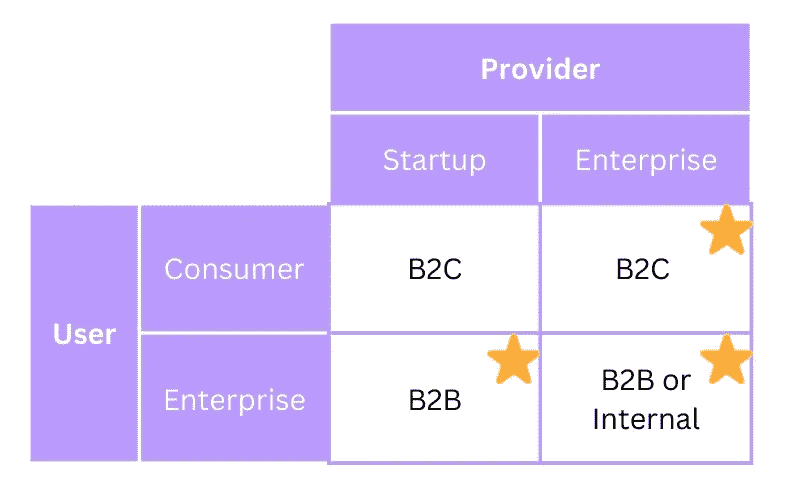 Provider
Startup
Enterprise
Consumer
B2C
B2C
User
Enterprise
B2B
B2B or
Internal